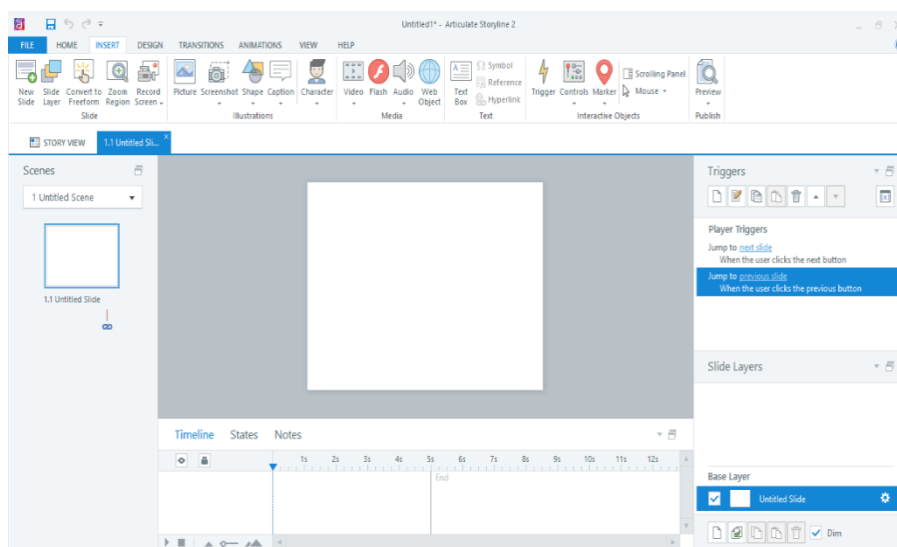 Untitled1* - Articulate Storyline 2
FILE HOME INSERT DESIGN TRANSITIONS ANIMATIONS VIEW HELP
New Slide Slide Layer Convert to Freeform Zoom Region Record Screen
Picture Screenshot Shape Caption Character
Video Flash Audio Web Object
Text Box Symbol Reference Hyperlink
Trigger Controls Marker Scrolling Panel Mouse
Preview
Slide Illustrations Media Text Interactive Objects Publish
STORY VIEW 1.1 Untitled Sli...
Scenes
1 Untitled Scene
1.1 Untitled Slide
Triggers
Player Triggers
Jump to next slide
When the user clicks the next button
Jump to previous slide
When the user clicks the previous button
Slide Layers
Timeline States Notes
1s 2s 3s 4s 5s 6s 7s 8s 9s 10s 11s 12s
End
Base Layer
Untitled Slide
Dim